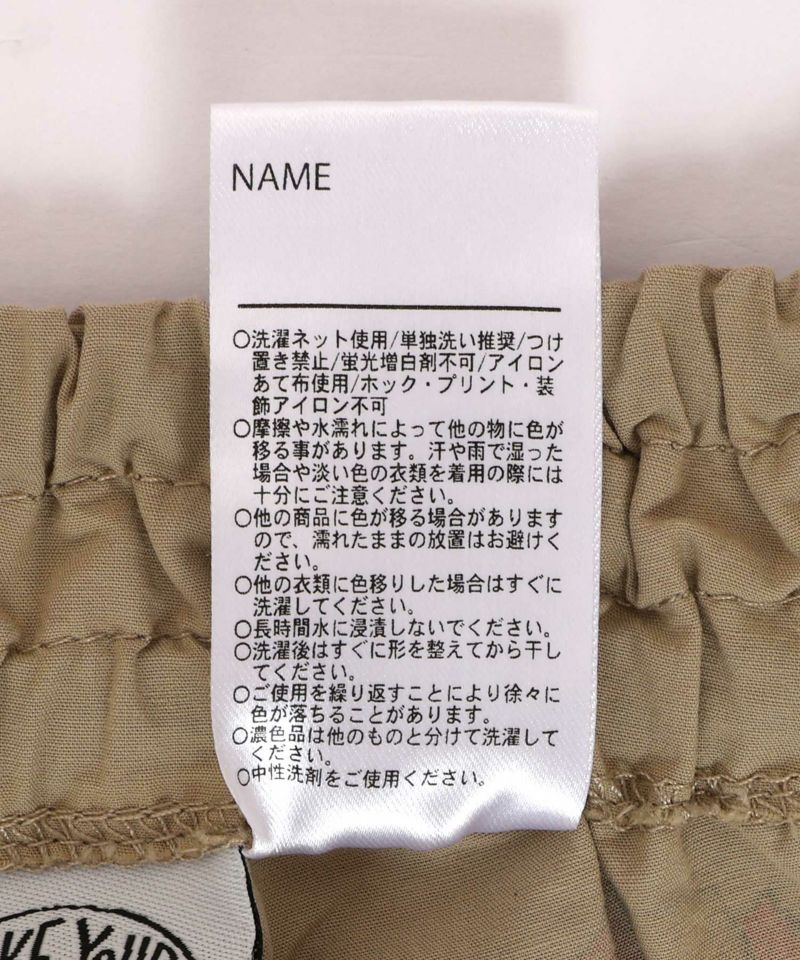 NAME
○洗濯ネット使用/単独洗い推奨/つけ
置き禁止/蛍光増白剤不可/アイロン
あて布使用/ホック・プリント・装
飾アイロン不可
○摩擦や水濡れによって他の物に色が
移る事があります。汗や雨で湿った
場合や淡い色の衣類を着用の際には
十分にご注意ください。
○他の商品に色が移る場合があります
ので、濡れたままの放置はお避けく
ださい。
○他の衣類に色移りした場合はすぐに
洗濯してください。
○長時間水に浸漬しないでください。
○洗濯後はすぐに形を整えてから干し
てください。
○ご使用を繰り返すことにより徐々に
色が落ちることがあります。
○濃色品は他のものと分けて洗濯して
ください。
○中性洗剤をご使用ください。